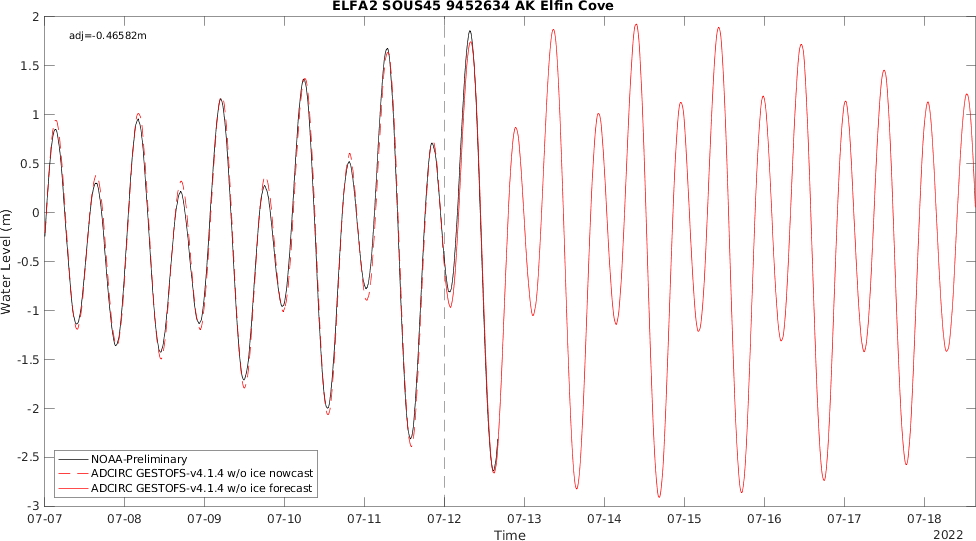 ELFA2 SOUS45 9452634 AK Elfin Cove
adj=-0.46582m
2
1.5
1
0.5
0
-0.5
-1
-1.5
-2
-2.5
-3
Water Level (m)
NOAA-Preliminary
ADCIRC GESTOFS-v4.1.4 w/o ice nowcast
ADCIRC GESTOFS-v4.1.4 w/o ice forecast
07-07 07-08 07-09 07-10 07-11 07-12 07-13 07-14 07-15 07-16 07-17 07-18
Time
2022